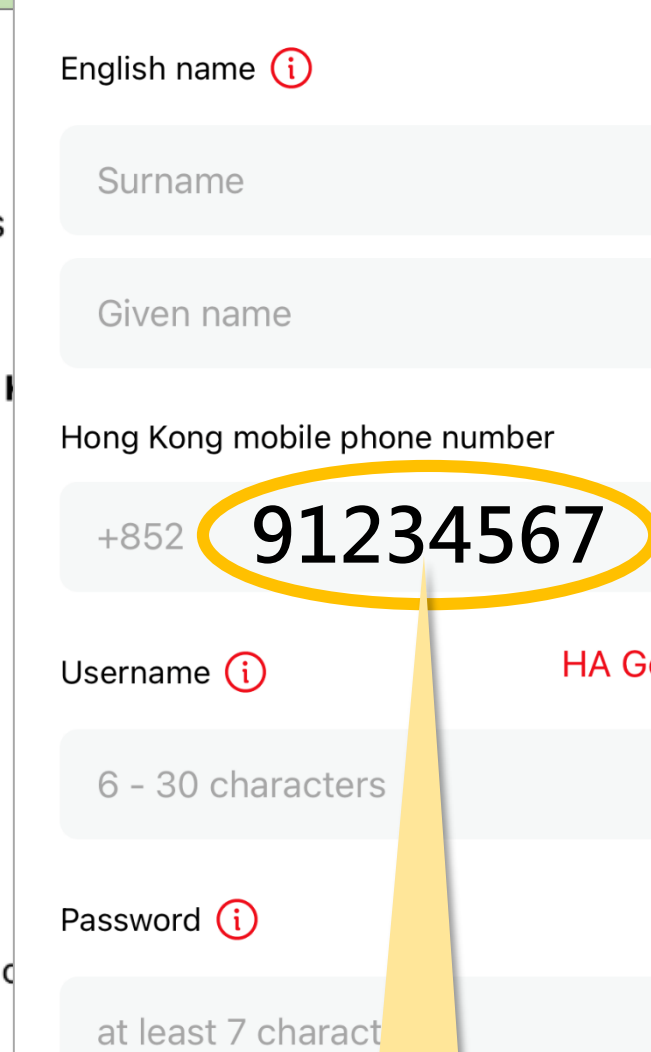 English name
Surname
Given name
Hong Kong mobile phone number
+852 91234567
Username HA
6 - 30 characters
Password
at least 7